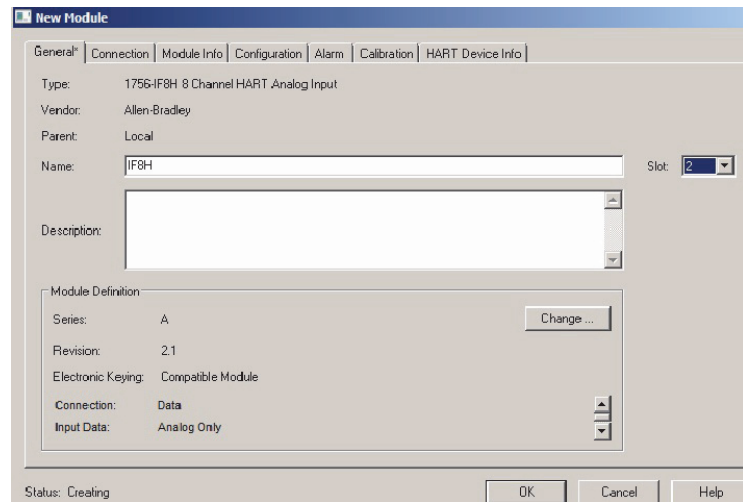 New Module
General* Connection Module Info Configuration Alarm Calibration HART Device Info
Type: 1756-IF8H 8 Channel HART Analog Input
Vendor: Allen-Bradley
Parent: Local
Name: IF8H Slot: 2
Description:
Module Definition
Series: A Change ...
Revision: 2.1
Electronic Keying: Compatible Module
Connection: Data
Input Data: Analog Only
Status: Creating OK Cancel Help